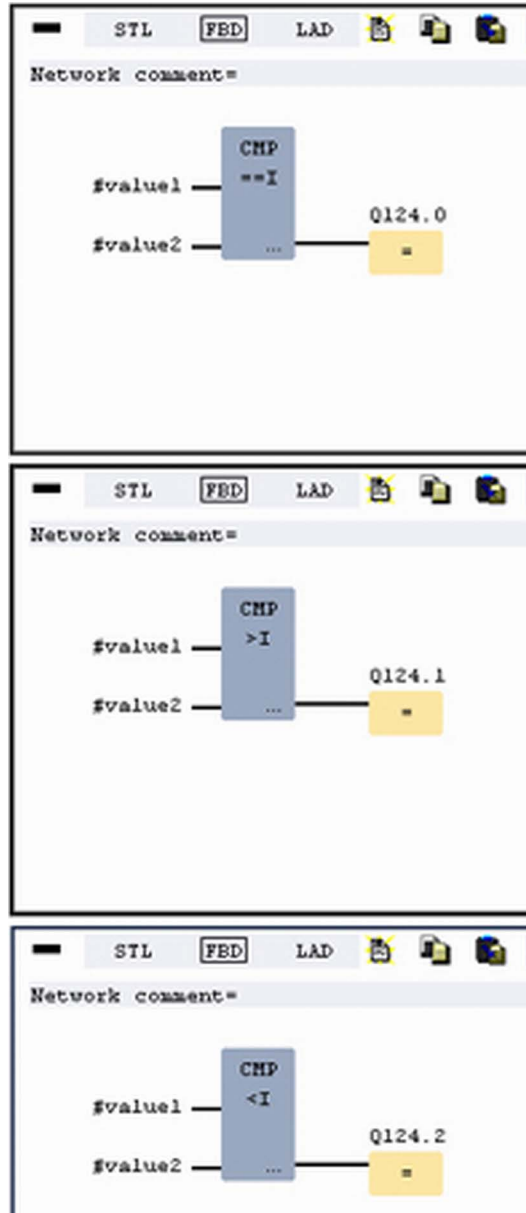 STL FBD LAD
Network comment=
CMP
==I
#value1
Q124.0
#value2
...
=
STL FBD LAD
Network comment=
CMP
>I
#value1
Q124.1
#value2
...
=
STL FBD LAD
Network comment=
CMP
<I
#value1
Q124.2
#value2
...
=